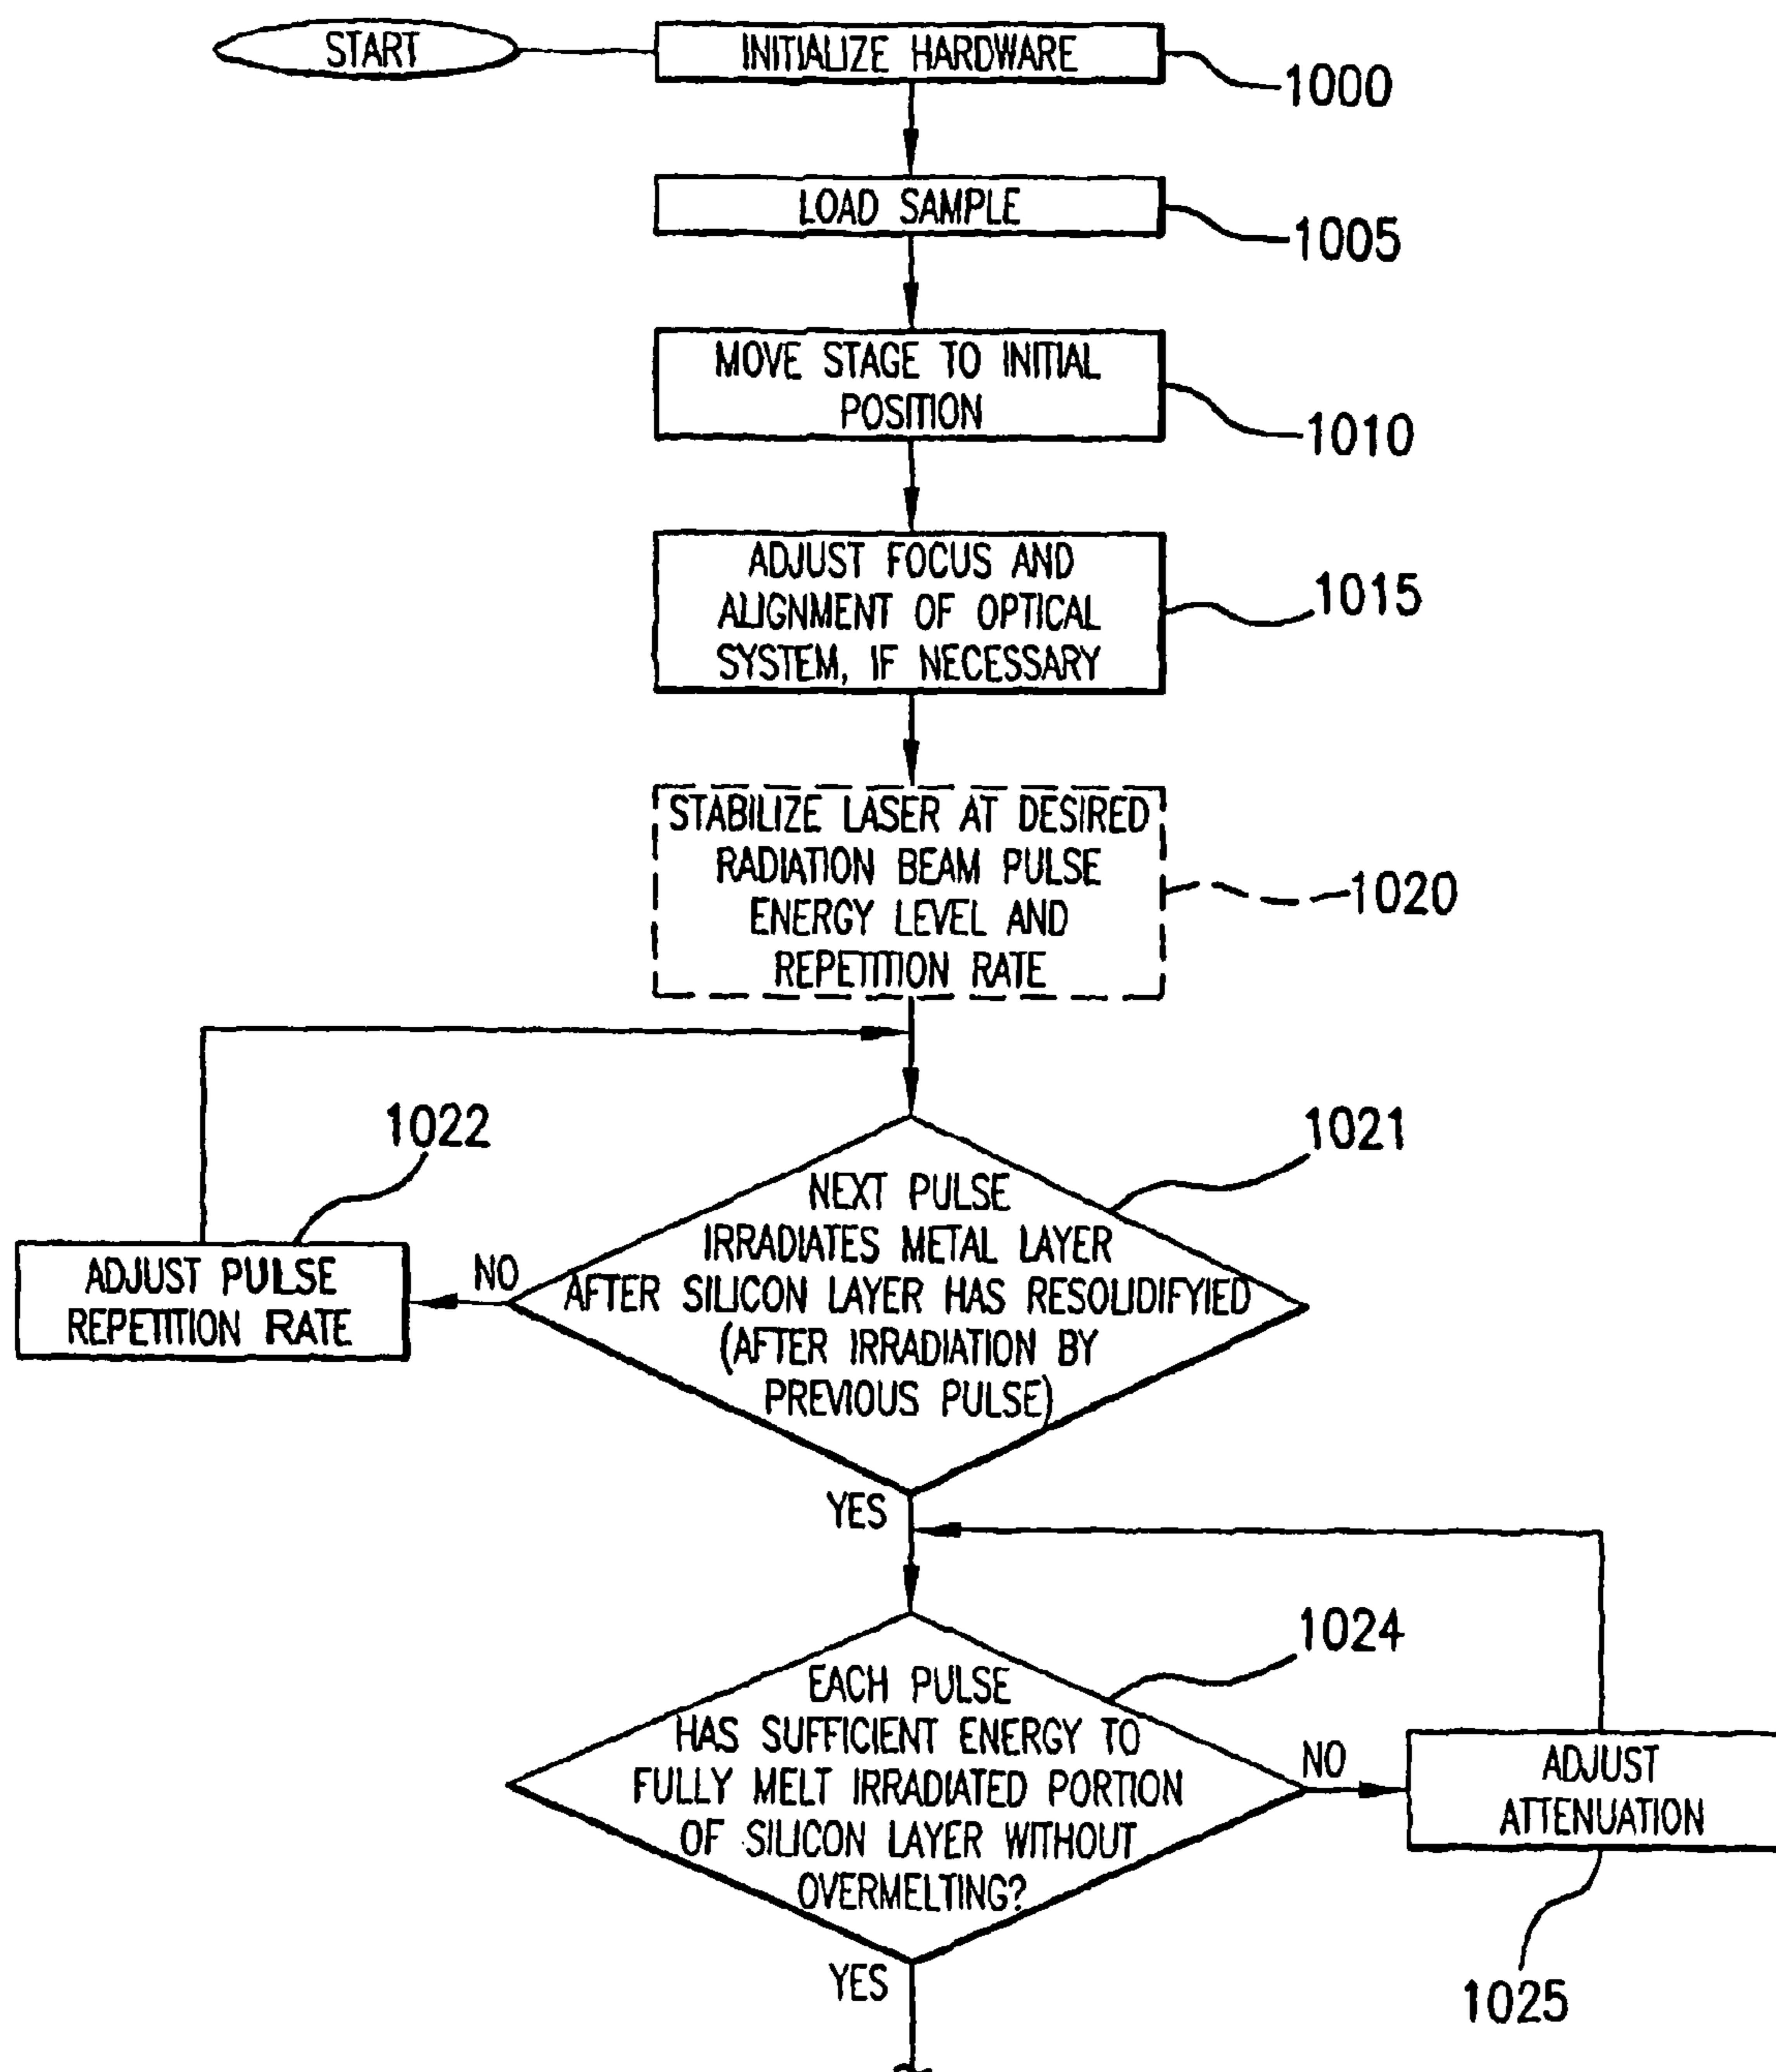 START
INITIALIZE HARDWARE
1000
LOAD SAMPLE
1005
MOVE STAGE TO INITIAL
POSITION
1010
ADJUST FOCUS AND
ALIGNMENT OF OPTICAL
SYSTEM, IF NECESSARY
1015
STABILIZE LASER AT DESIRED
RADIATION BEAM PULSE
ENERGY LEVEL AND
REPETITION RATE
1020
1022
ADJUST PULSE
REPETITION RATE
NO
1021
NEXT PULSE
IRRADIATES METAL LAYER
AFTER SILICON LAYER HAS RESOLIDIFYIED
(AFTER IRRADIATION BY
PREVIOUS PULSE)
YES
1024
EACH PULSE
HAS SUFFICIENT ENERGY TO
FULLY MELT IRRADIATED PORTION
OF SILICON LAYER WITHOUT
OVERMELTING?
NO
ADJUST
ATTENUATION
1025
YES